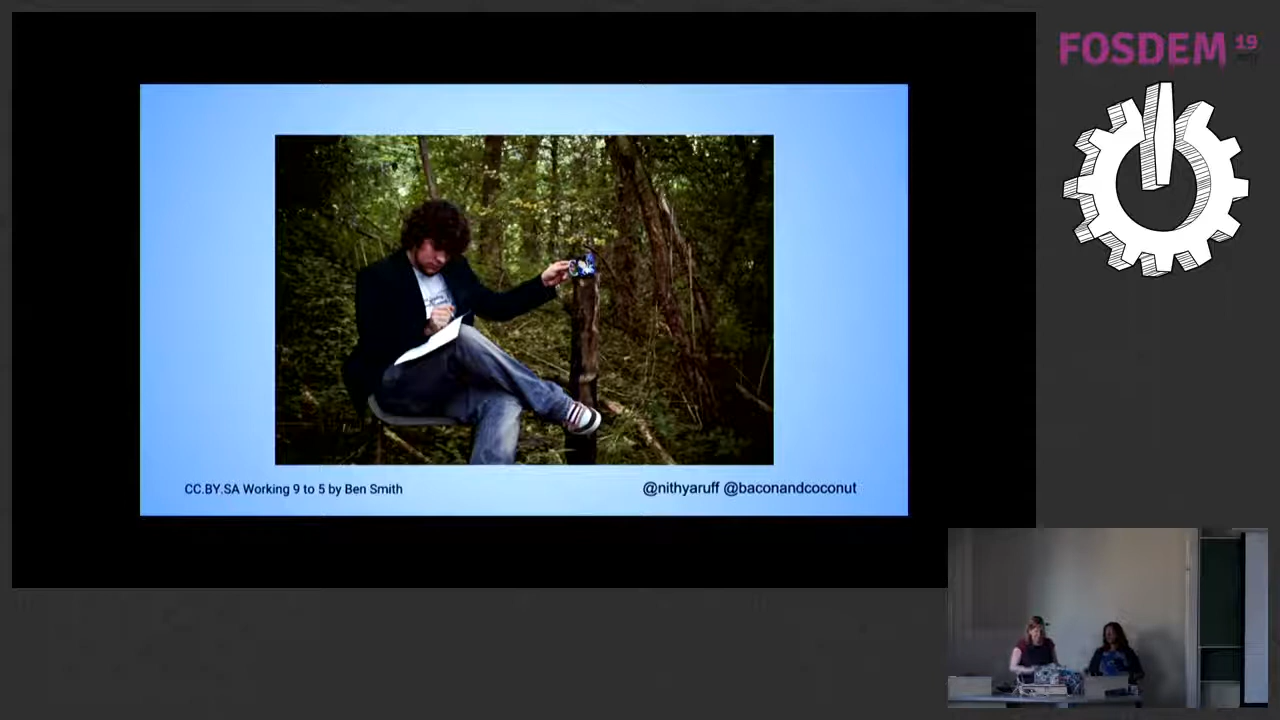 FOSDEM 19
CC.BY.SA Working 9 to 5 by Ben Smith
@nithyaruff @baconandcoconut